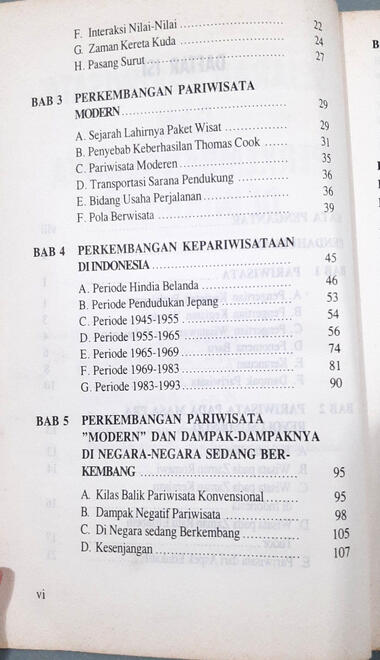 F. Interaksi Nilai-Nilai ........ 22
G. Zaman Kereta Kuda ........ 24
H. Pasang Surut ........ 27
BAB 3 PERKEMBANGAN PARIWISATA
MODERN ........ 29
A. Sejarah Lahirnya Paket Wisat ........ 29
B. Penyebab Keberhasilan Thomas Cook ........ 31
C. Pariwisata Moderen ........ 35
D. Transportasi Sarana Pendukung ........ 36
E. Bidang Usaha Perjalanan ........ 36
F. Pola Berwisata ........ 39
BAB 4 PERKEMBANGAN KEPARIWISATAAN
DI INDONESIA ........ 45
A. Periode Hindia Belanda ........ 46
B. Periode Pendudukan Jepang ........ 53
C. Periode 1945-1955 ........ 54
D. Periode 1955-1965 ........ 56
E. Periode 1965-1969 ........ 74
F. Periode 1969-1983 ........ 81
G. Periode 1983-1993 ........ 90
BAB 5 PERKEMBANGAN PARIWISATA
"MODERN" DAN DAMPAK-DAMPAKNYA
DI NEGARA-NEGARA SEDANG BER-
KEMBANG ........ 95
A. Kilas Balik Pariwisata Konvensional ........ 95
B. Dampak Negatif Pariwisata ........ 98
C. Di Negara sedang Berkembang ........ 105
D. Kesenjangan ........ 107
vi